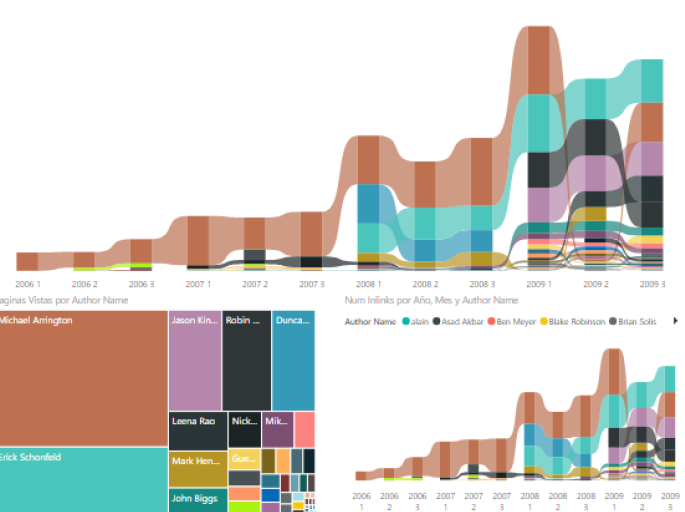 2006 1 2006 2 2006 3 2007 1 2007 2 2007 3 2008 1 2008 2 2008 3 2009 1 2009 2 2009 3
aginas Vistas por Author Name
Num Inlinks por Año, Mes y Author Name
Author Name alain Asad Akbar Ben Meyer Blake Robinson Brian Solis
Michael Arrington
Jason Kin...
Robin ...
Dunca...
Leena Rao
Nick...
Mik...
Erick Schonfeld
Mark Hen...
Gue...
John Biggs
2006 2006 2006 2007 2007 2007 2008 2008 2008 2009 2009 2009
1 2 3 1 2 3 1 2 3 1 2 3